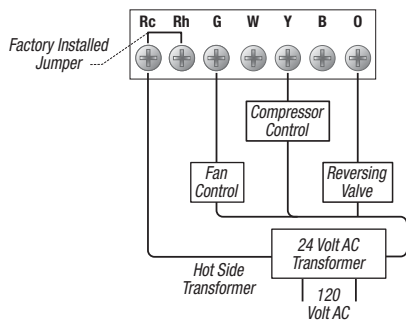 Rc Rh G W Y B O
Factory Installed
Jumper
Compressor
Control
Fan
Control
Reversing
Valve
24 Volt AC
Transformer
Hot Side
Transformer
120
Volt AC